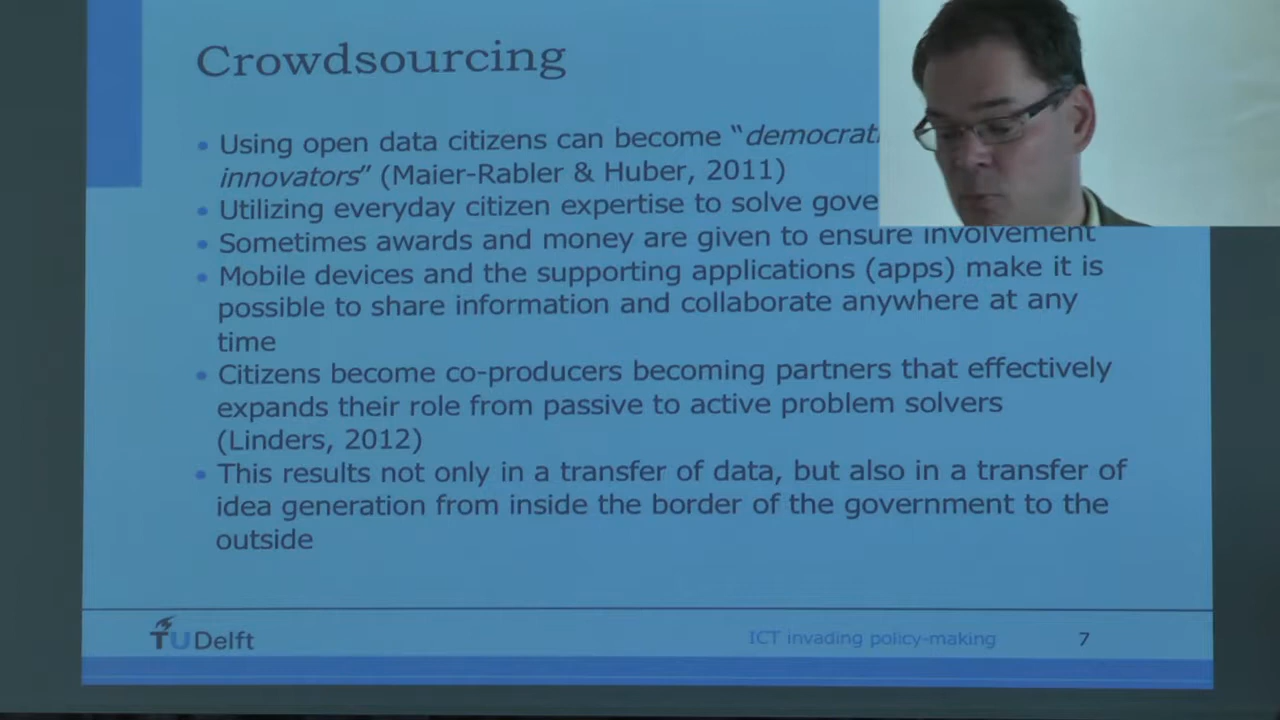 Crowdsourcing
• Using open data citizens can become "democrati
innovators" (Maier-Rabler & Huber, 2011)
• Utilizing everyday citizen expertise to solve gove
• Sometimes awards and money are given to ensure involvement
• Mobile devices and the supporting applications (apps) make it is
possible to share information and collaborate anywhere at any
time
• Citizens become co-producers becoming partners that effectively
expands their role from passive to active problem solvers
(Linders, 2012)
• This results not only in a transfer of data, but also in a transfer of
idea generation from inside the border of the government to the
outside
TU Delft
ICT invading policy-making 7